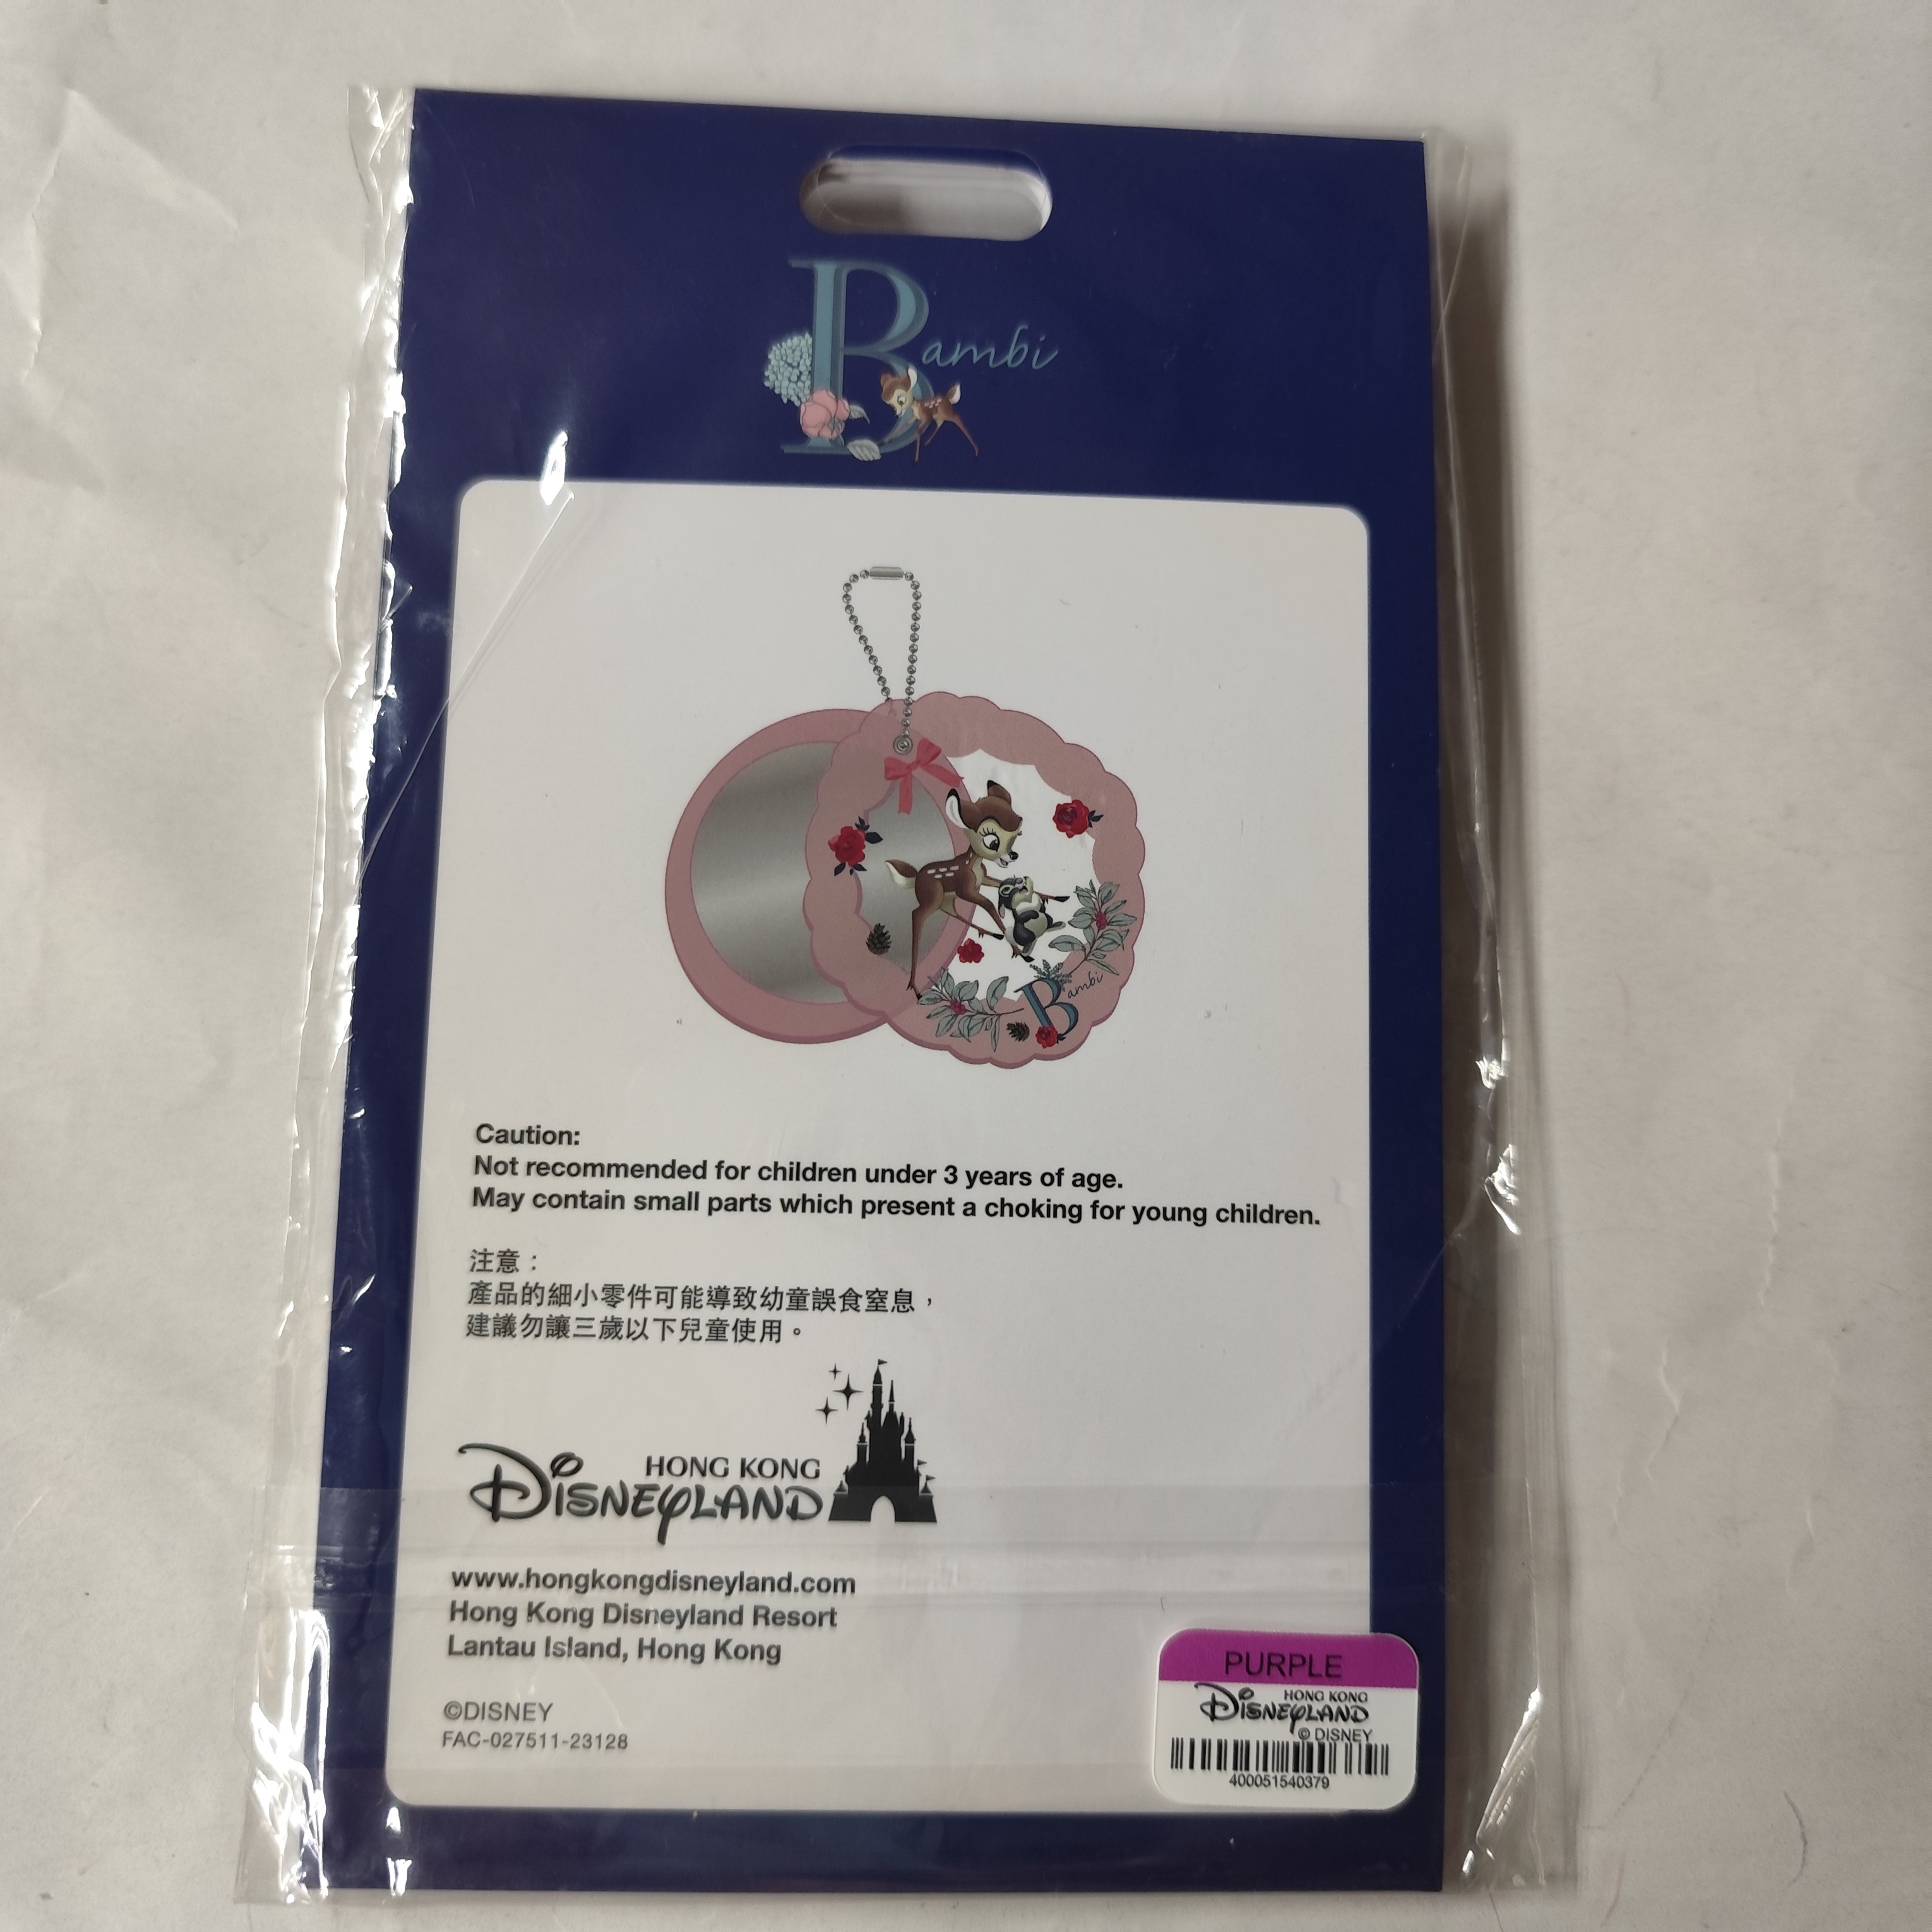 Bambi
Bambi
Caution:
Not recommended for children under 3 years of age.
May contain small parts which present a choking for young children.
注意：
產品的細小零件可能導致幼童誤食窒息，
建議勿讓三歲以下兒童使用。
HONG KONG
DISNEYLAND
www.hongkongdisneyland.com
Hong Kong Disneyland Resort
Lantau Island, Hong Kong
©DISNEY
FAC-027511-23128
PURPLE
HONG KONG
DISNEYLAND
© DISNEY
400051540379